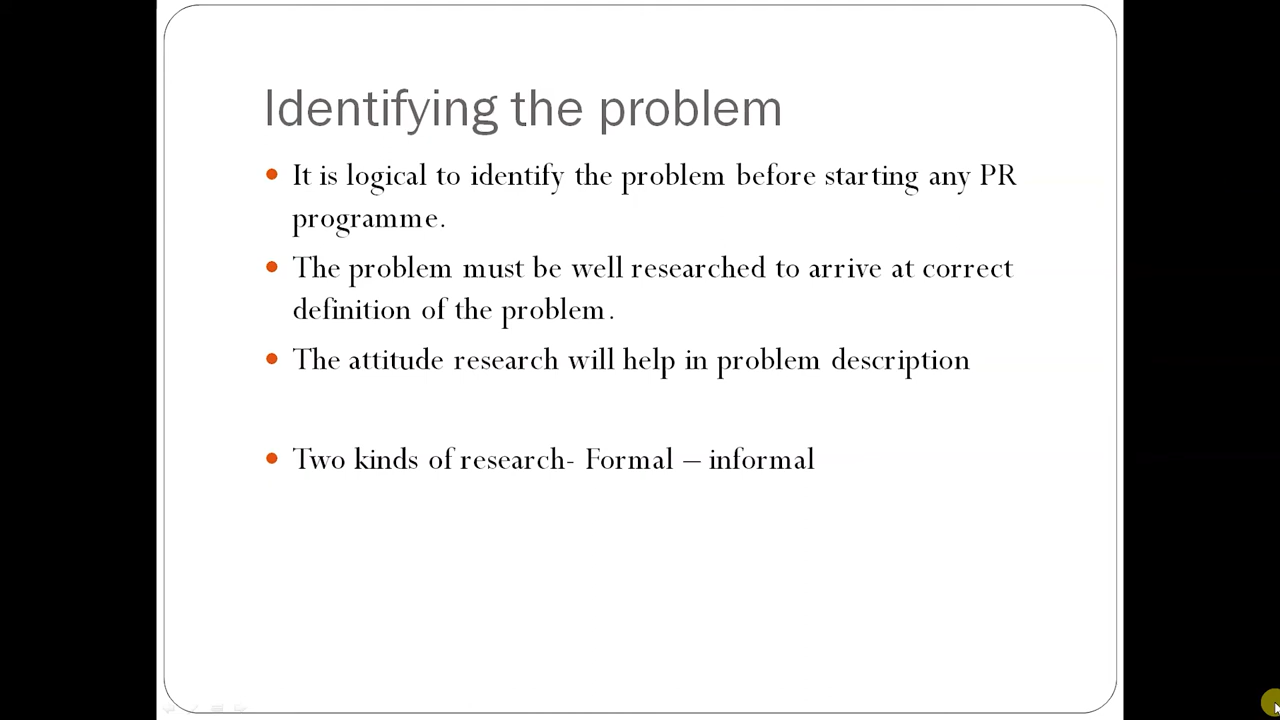 Identifying the problem
• It is logical to identify the problem before starting any PR
programme.
• The problem must be well researched to arrive at correct
definition of the problem.
• The attitude research will help in problem description
• Two kinds of research- Formal – informal